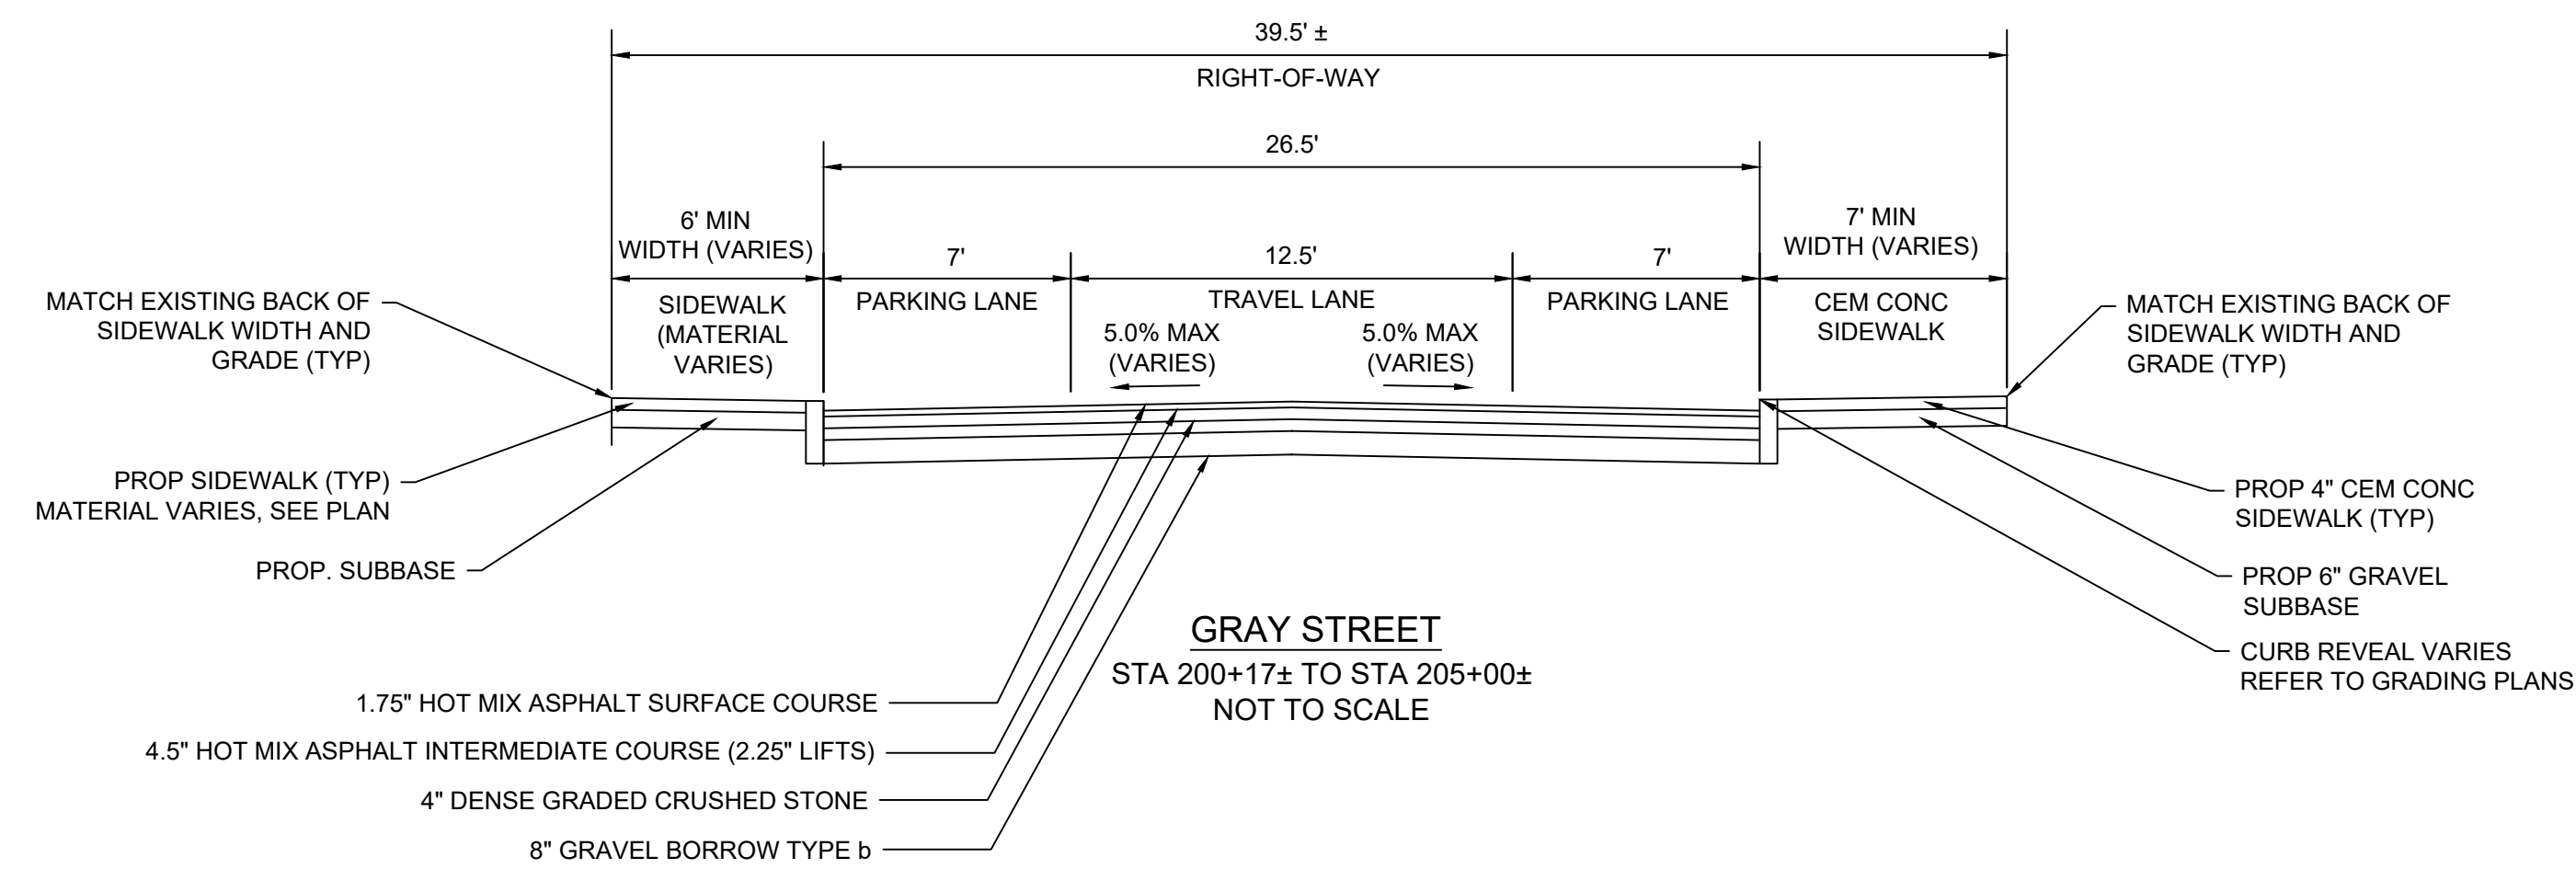 39.5' ±
RIGHT-OF-WAY
26.5'
6' MIN
WIDTH (VARIES)
7'
12.5'
7'
7' MIN
WIDTH (VARIES)
MATCH EXISTING BACK OF
SIDEWALK WIDTH AND
GRADE (TYP)
SIDEWALK
(MATERIAL
VARIES)
PARKING LANE
TRAVEL LANE
PARKING LANE
CEM CONC
SIDEWALK
MATCH EXISTING BACK OF
SIDEWALK WIDTH AND
GRADE (TYP)
5.0% MAX
(VARIES)
5.0% MAX
(VARIES)
PROP SIDEWALK (TYP)
MATERIAL VARIES, SEE PLAN
PROP. SUBBASE
PROP 4" CEM CONC
SIDEWALK (TYP)
PROP 6" GRAVEL
SUBBASE
CURB REVEAL VARIES
REFER TO GRADING PLANS
GRAY STREET
STA 200+17± TO STA 205+00±
NOT TO SCALE
1.75" HOT MIX ASPHALT SURFACE COURSE
4.5" HOT MIX ASPHALT INTERMEDIATE COURSE (2.25" LIFTS)
4" DENSE GRADED CRUSHED STONE
8" GRAVEL BORROW TYPE b